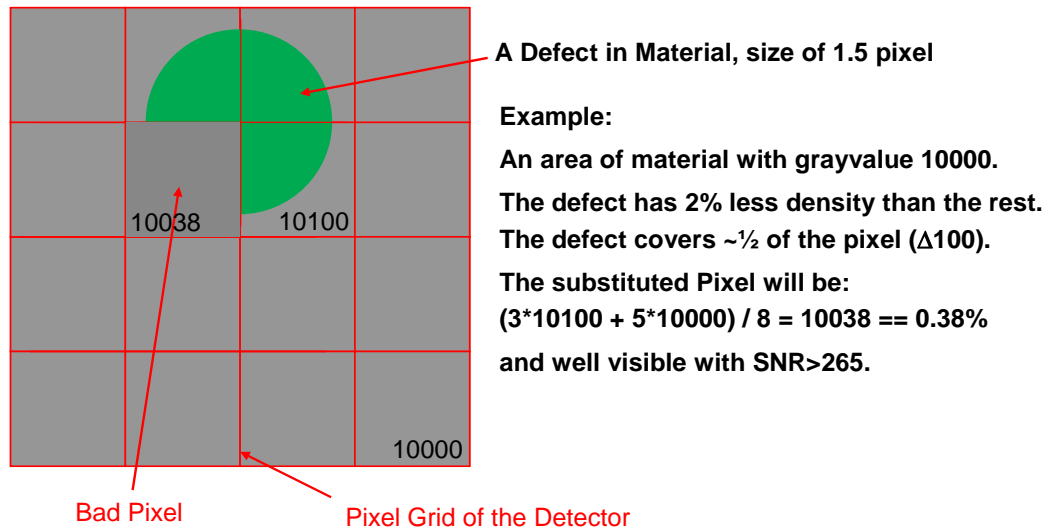 A Defect in Material, size of 1.5 pixel
Example:
An area of material with grayvalue 10000.
The defect has 2% less density than the rest.
The defect covers ~½ of the pixel (Δ100).
The substituted Pixel will be:
(3*10100 + 5*10000) / 8 = 10038 == 0.38%
and well visible with SNR>265.
10038
10100
10000
Bad Pixel
Pixel Grid of the Detector